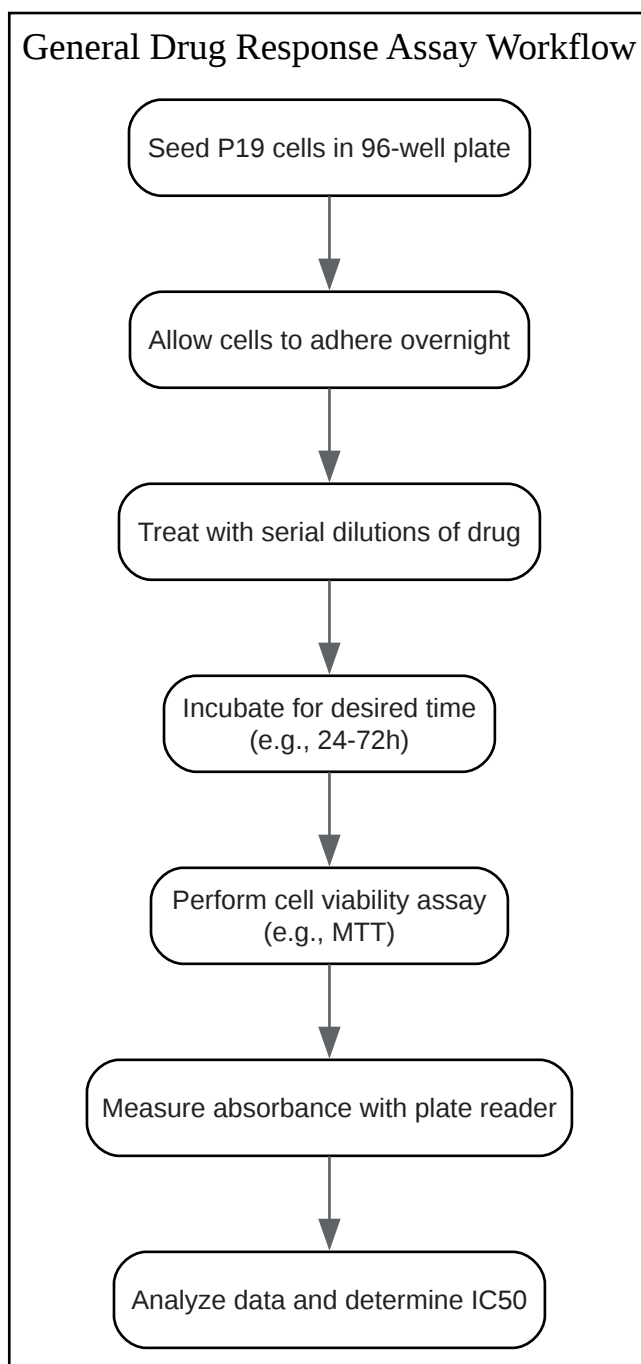 General Drug Response Assay Workflow
Seed P19 cells in 96-well plate
Allow cells to adhere overnight
Treat with serial dilutions of drug
Incubate for desired time
(e.g., 24-72h)
Perform cell viability assay
(e.g., MTT)
Measure absorbance with plate reader
Analyze data and determine IC50